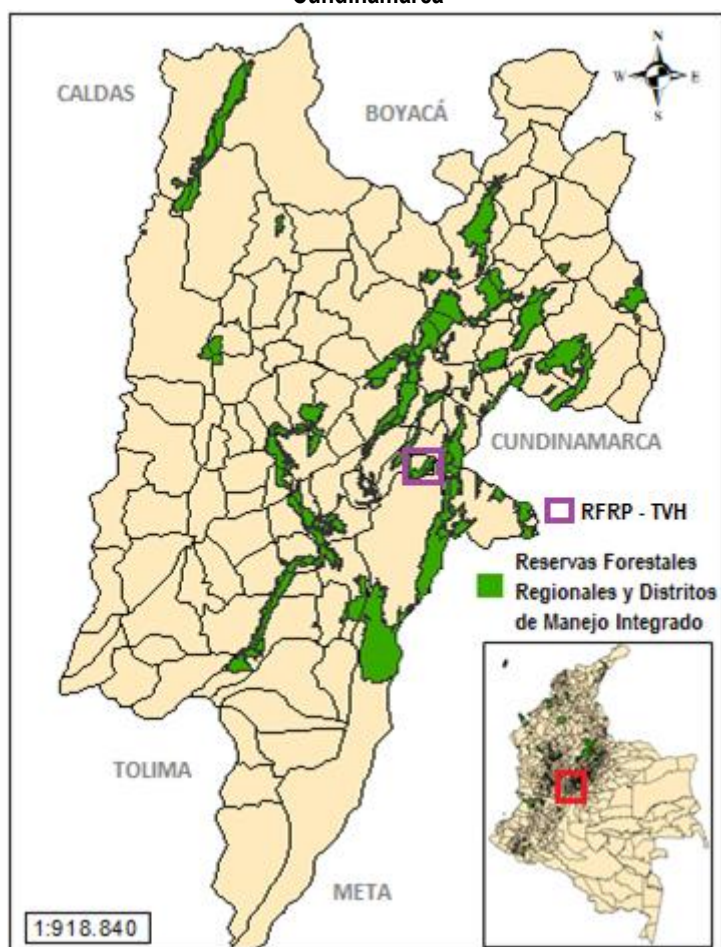 Cundinamarca
N
W E
S
CALDAS
BOYACÁ
CUNDINAMARCA
RFRP - TVH
Reservas Forestales
Regionales y Distritos
de Manejo Integrado
TOLIMA
META
1:918.840